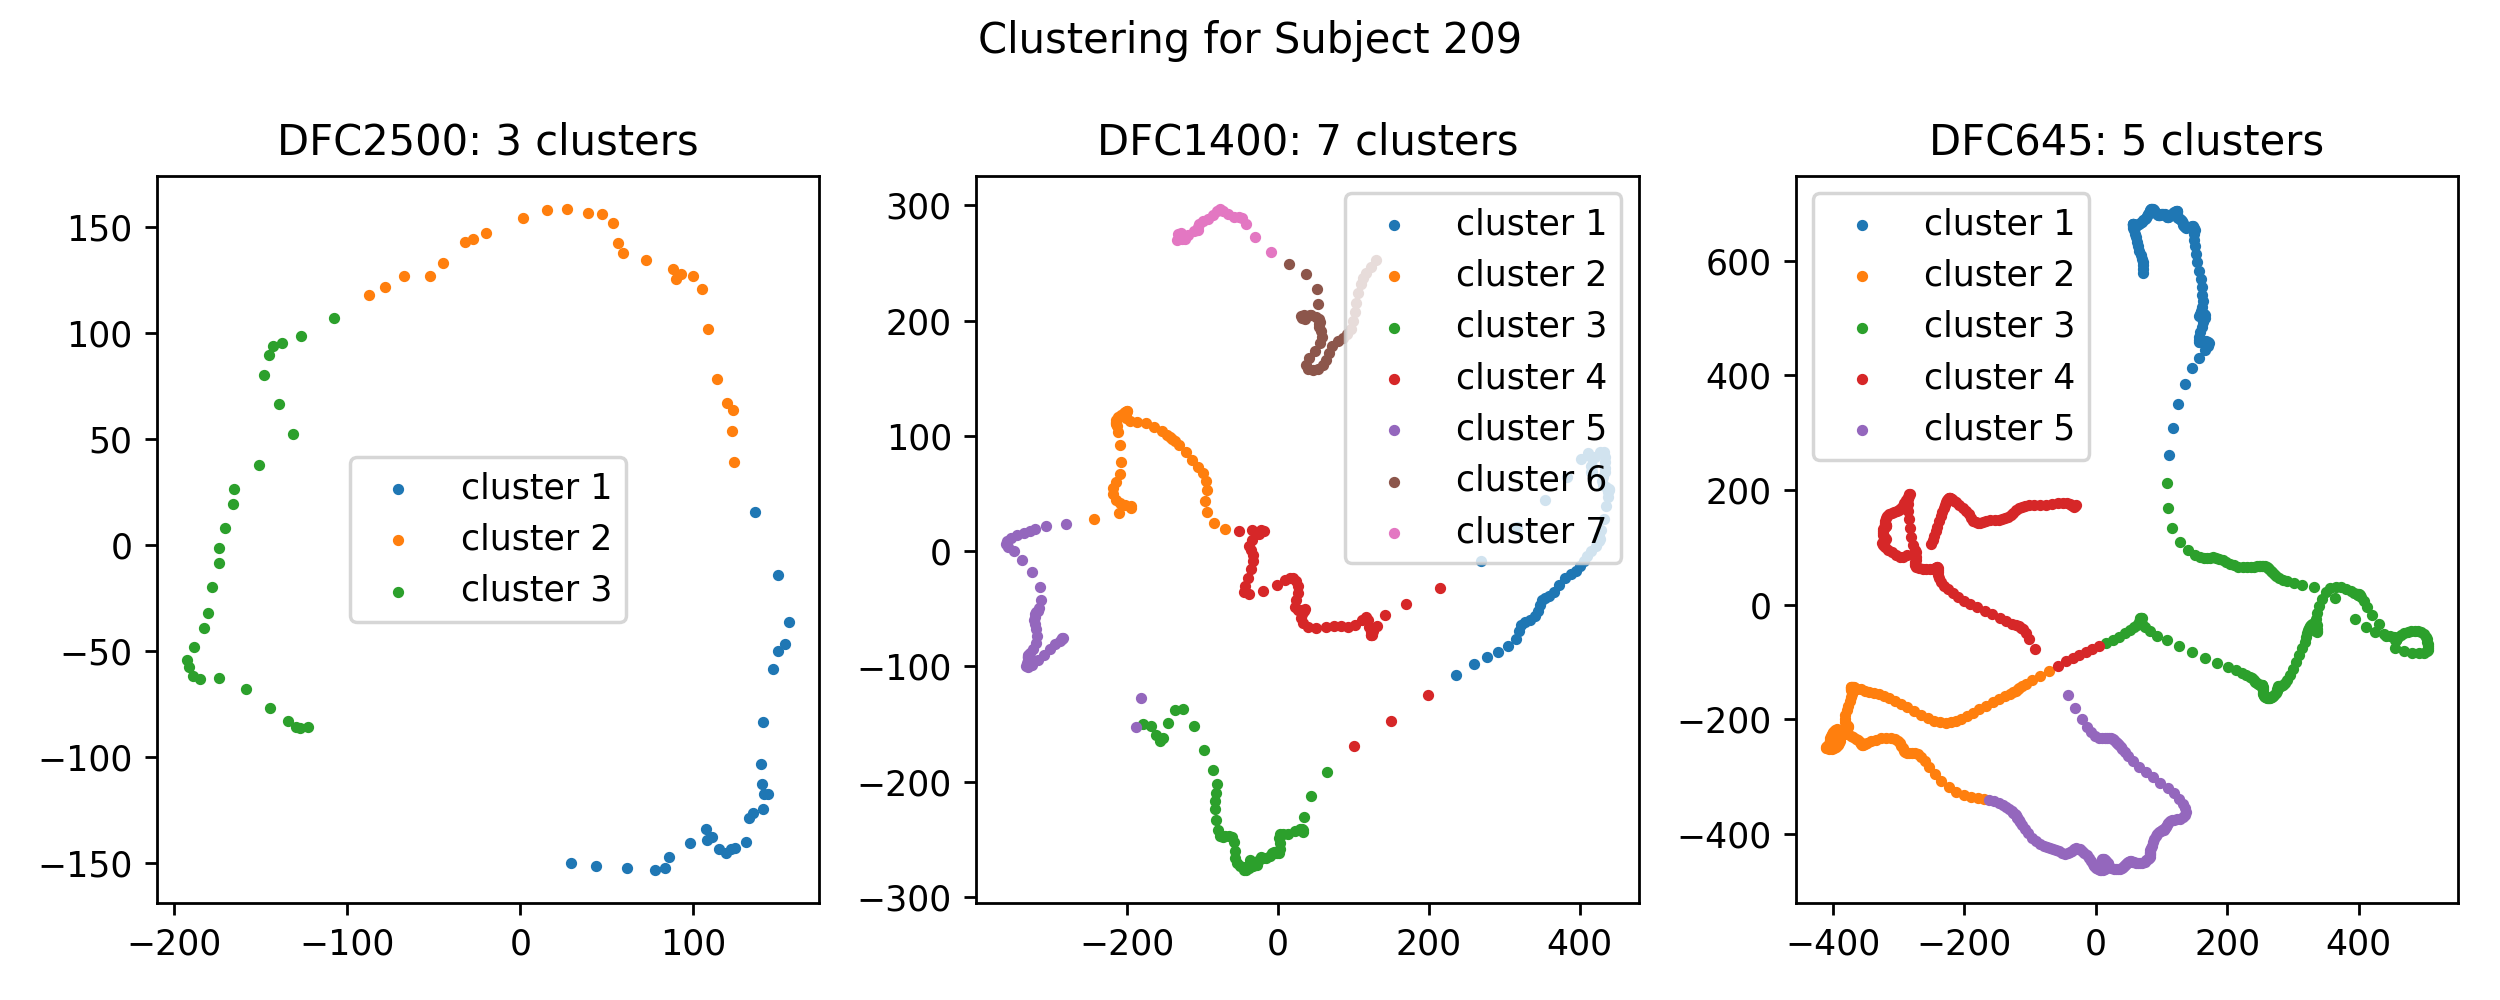 Clustering for Subject 209
DFC2500: 3 clusters
150
100
50
0
−50
−100
−150
−200
−100
0
100
cluster 1
cluster 2
cluster 3
DFC1400: 7 clusters
300
200
100
0
−100
−200
−300
−200
0
200
400
cluster 1
cluster 2
cluster 3
cluster 4
cluster 5
cluster 6
cluster 7
DFC645: 5 clusters
600
400
200
0
−200
−400
−400
−200
0
200
400
cluster 1
cluster 2
cluster 3
cluster 4
cluster 5